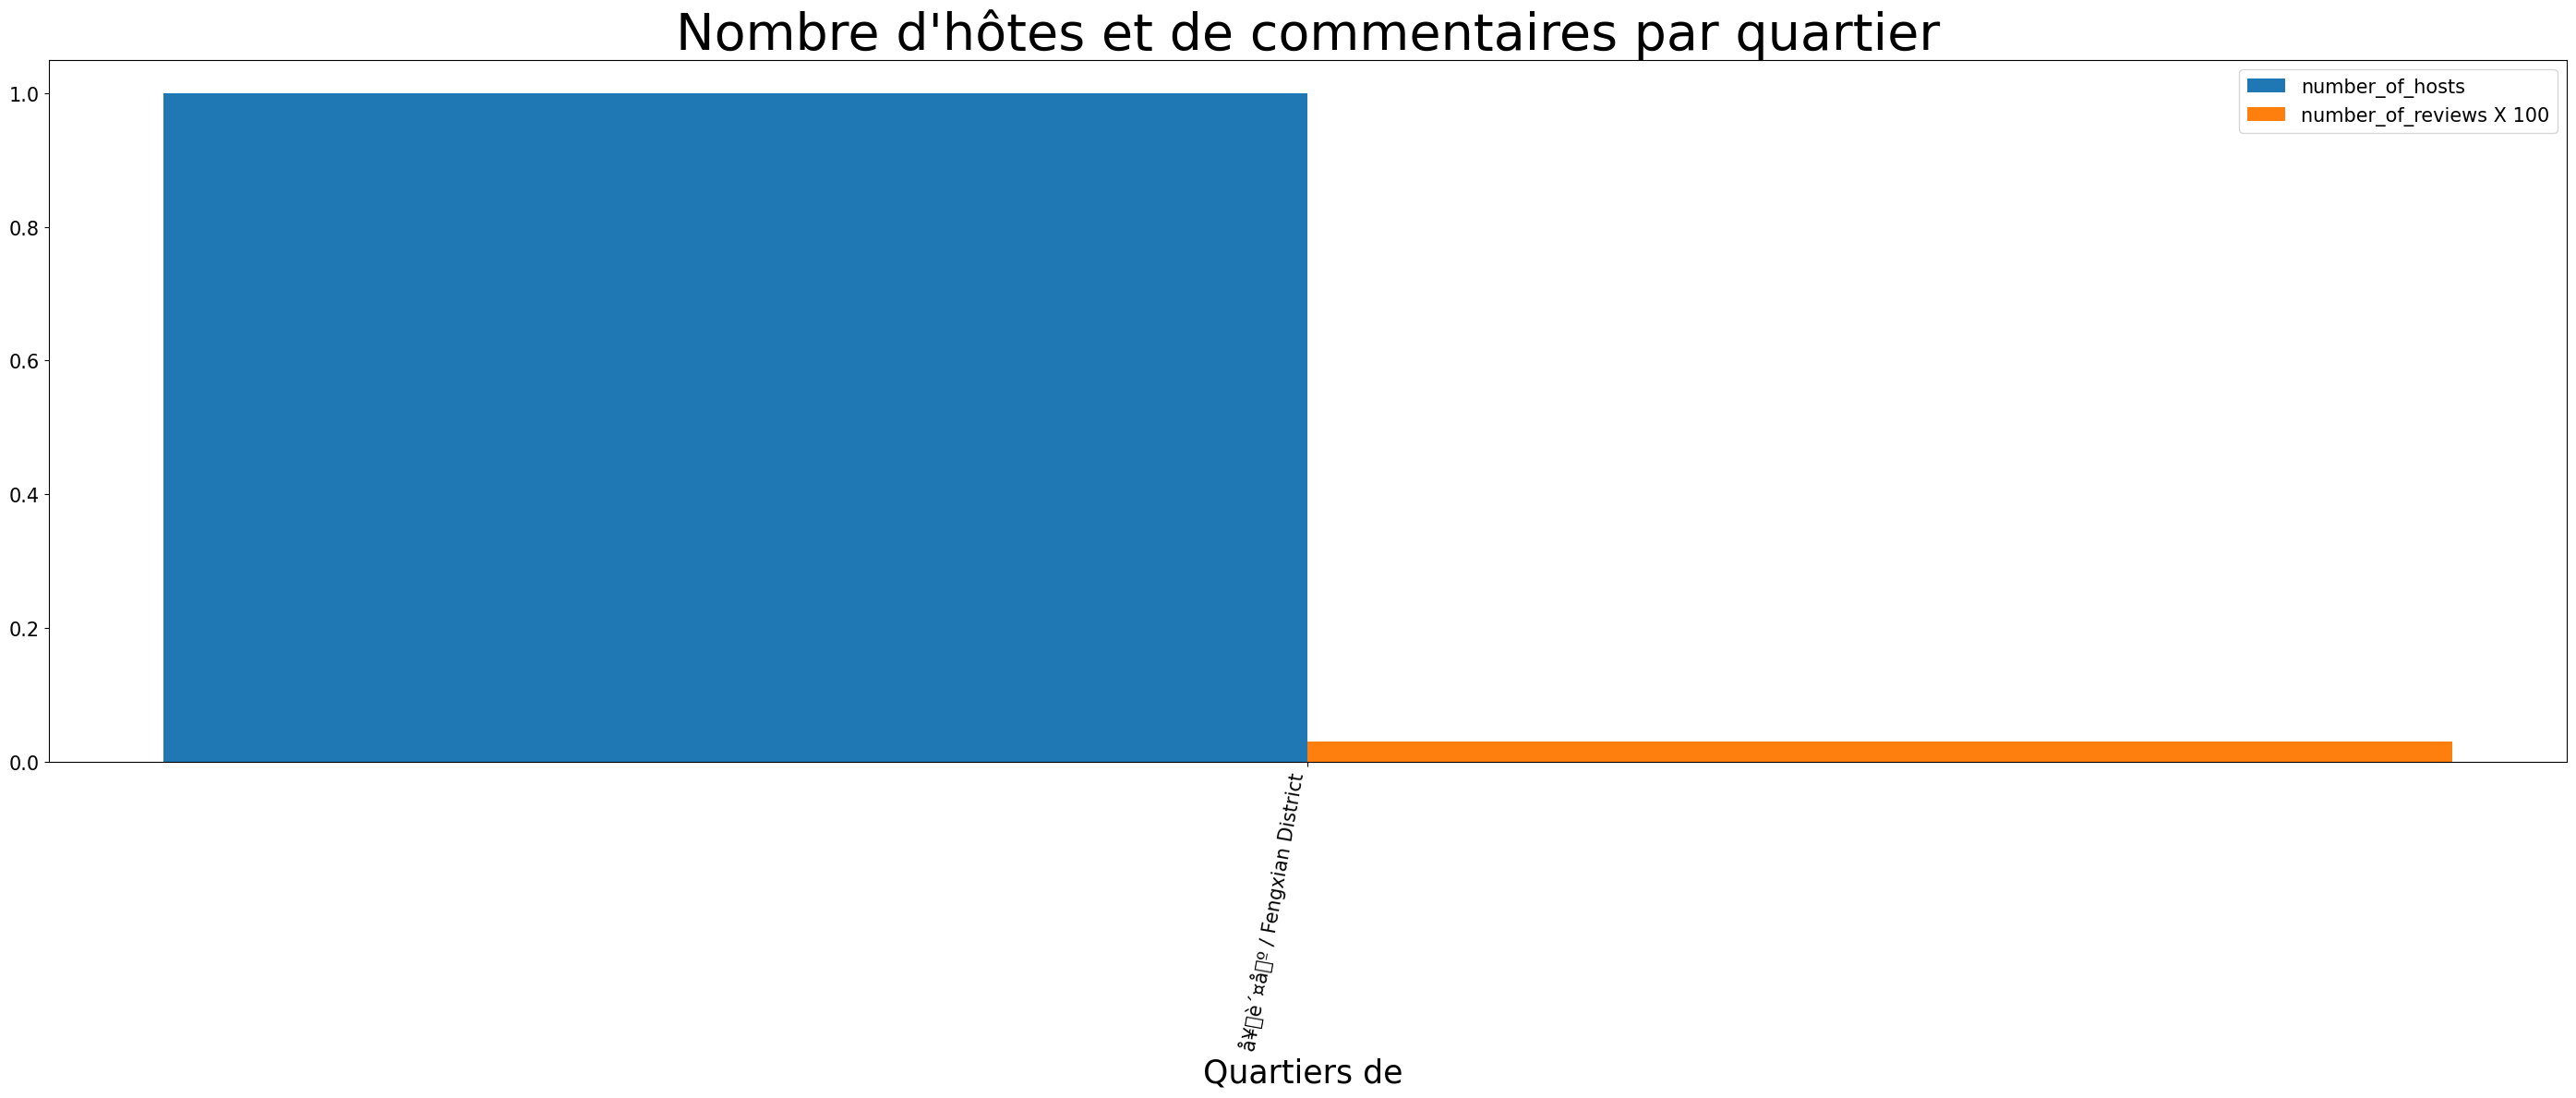 Nombre d'hôtes et de commentaires par quartier
number_of_hosts
number_of_reviews X 100
1.0
0.8
0.6
0.4
0.2
0.0
/ Fengxian District
Quartiers de